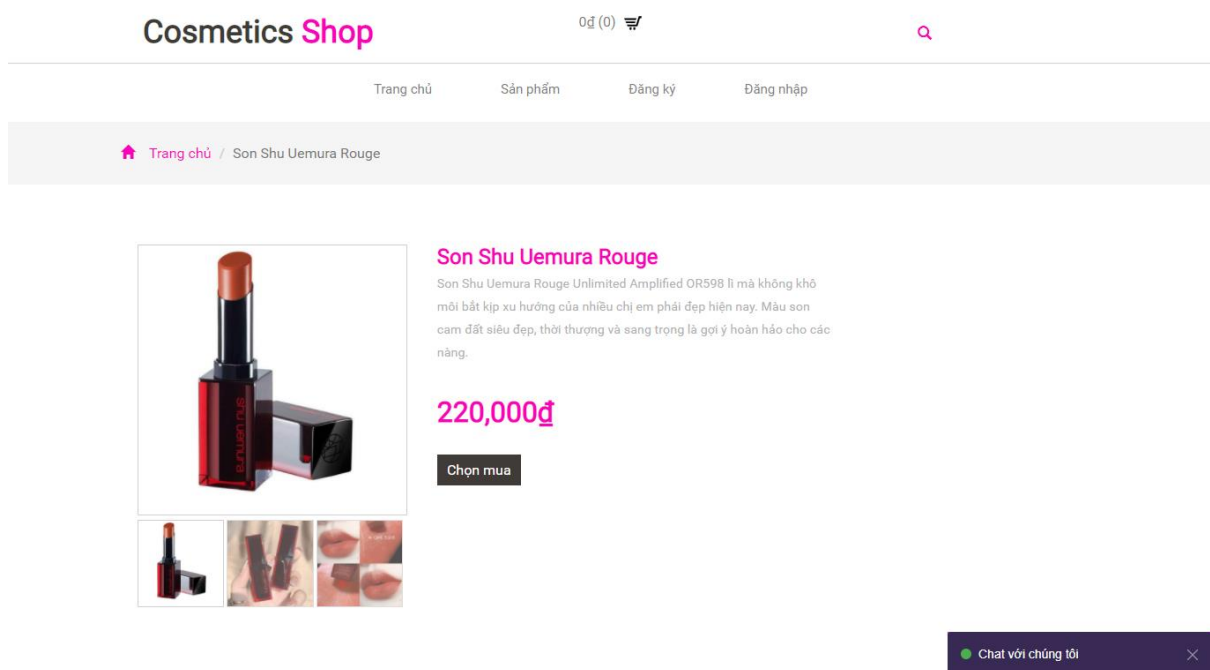 Cosmetics Shop
0₫ (0)
Trang chủ Sản phẩm Đăng ký Đăng nhập
Trang chủ / Son Shu Uemura Rouge
Son Shu Uemura Rouge
Son Shu Uemura Rouge Unlimited Amplified OR598 lì mà không khô
môi bắt kịp xu hướng của nhiều chị em phái đẹp hiện nay. Màu son
cam đất siêu đẹp, thời thượng và sang trọng là gợi ý hoàn hảo cho các
nàng.
220,000₫
Chọn mua
shu uemura
Chat với chúng tôi